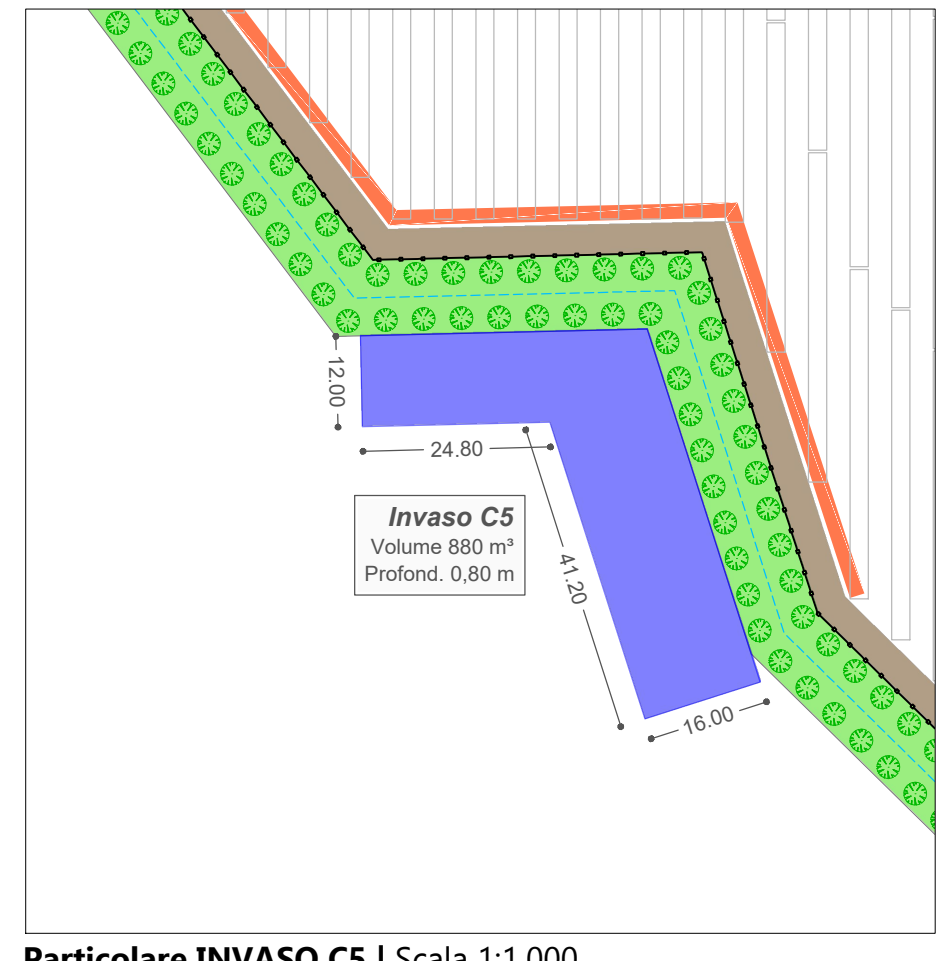 12.00
24.80
Invaso C5
Volume 880 m³
Profond. 0,80 m
41.20
16.00
Particolare INVASO C5 | Scala 1:1.000